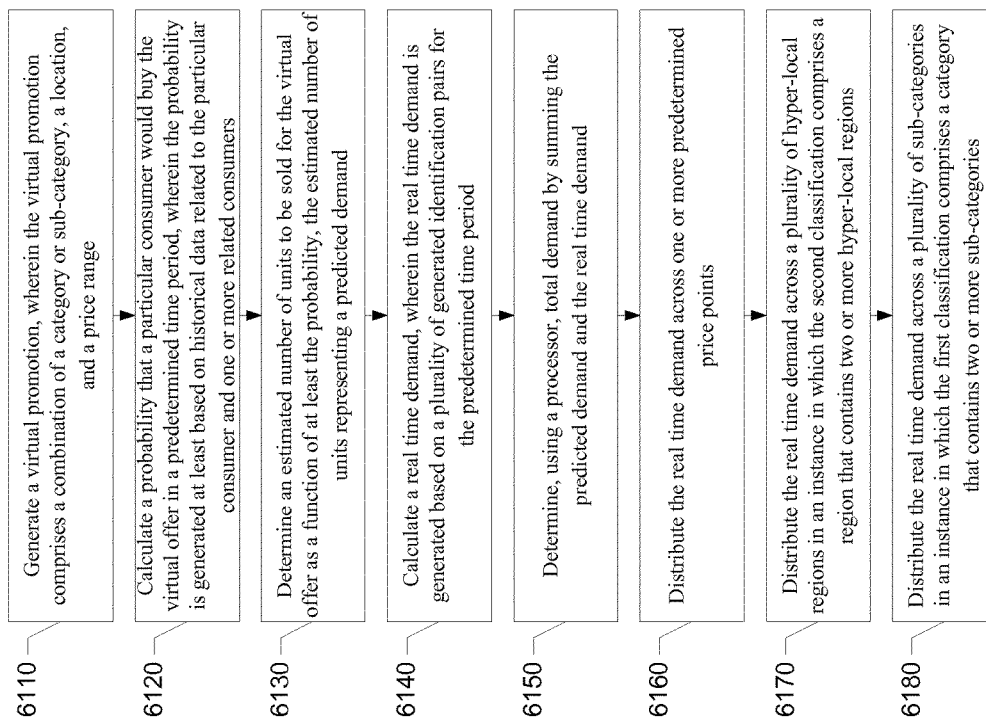 6110
Generate a virtual promotion, wherein the virtual promotion
comprises a combination of a category or sub-category, a location,
and a price range
6120
Calculate a probability that a particular consumer would buy the
virtual offer in a predetermined time period, wherein the probability
is generated at least based on historical data related to the particular
consumer and one or more related consumers
6130
Determine an estimated number of units to be sold for the virtual
offer as a function of at least the probability, the estimated number of
units representing a predicted demand
6140
Calculate a real time demand, wherein the real time demand is
generated based on a plurality of generated identification pairs for
the predetermined time period
6150
Determine, using a processor, total demand by summing the
predicted demand and the real time demand
6160
Distribute the real time demand across one or more predetermined
price points
6170
Distribute the real time demand across a plurality of hyper-local
regions in an instance in which the second classification comprises a
region that contains two or more hyper-local regions
6180
Distribute the real time demand across a plurality of sub-categories
in an instance in which the first classification comprises a category
that contains two or more sub-categories